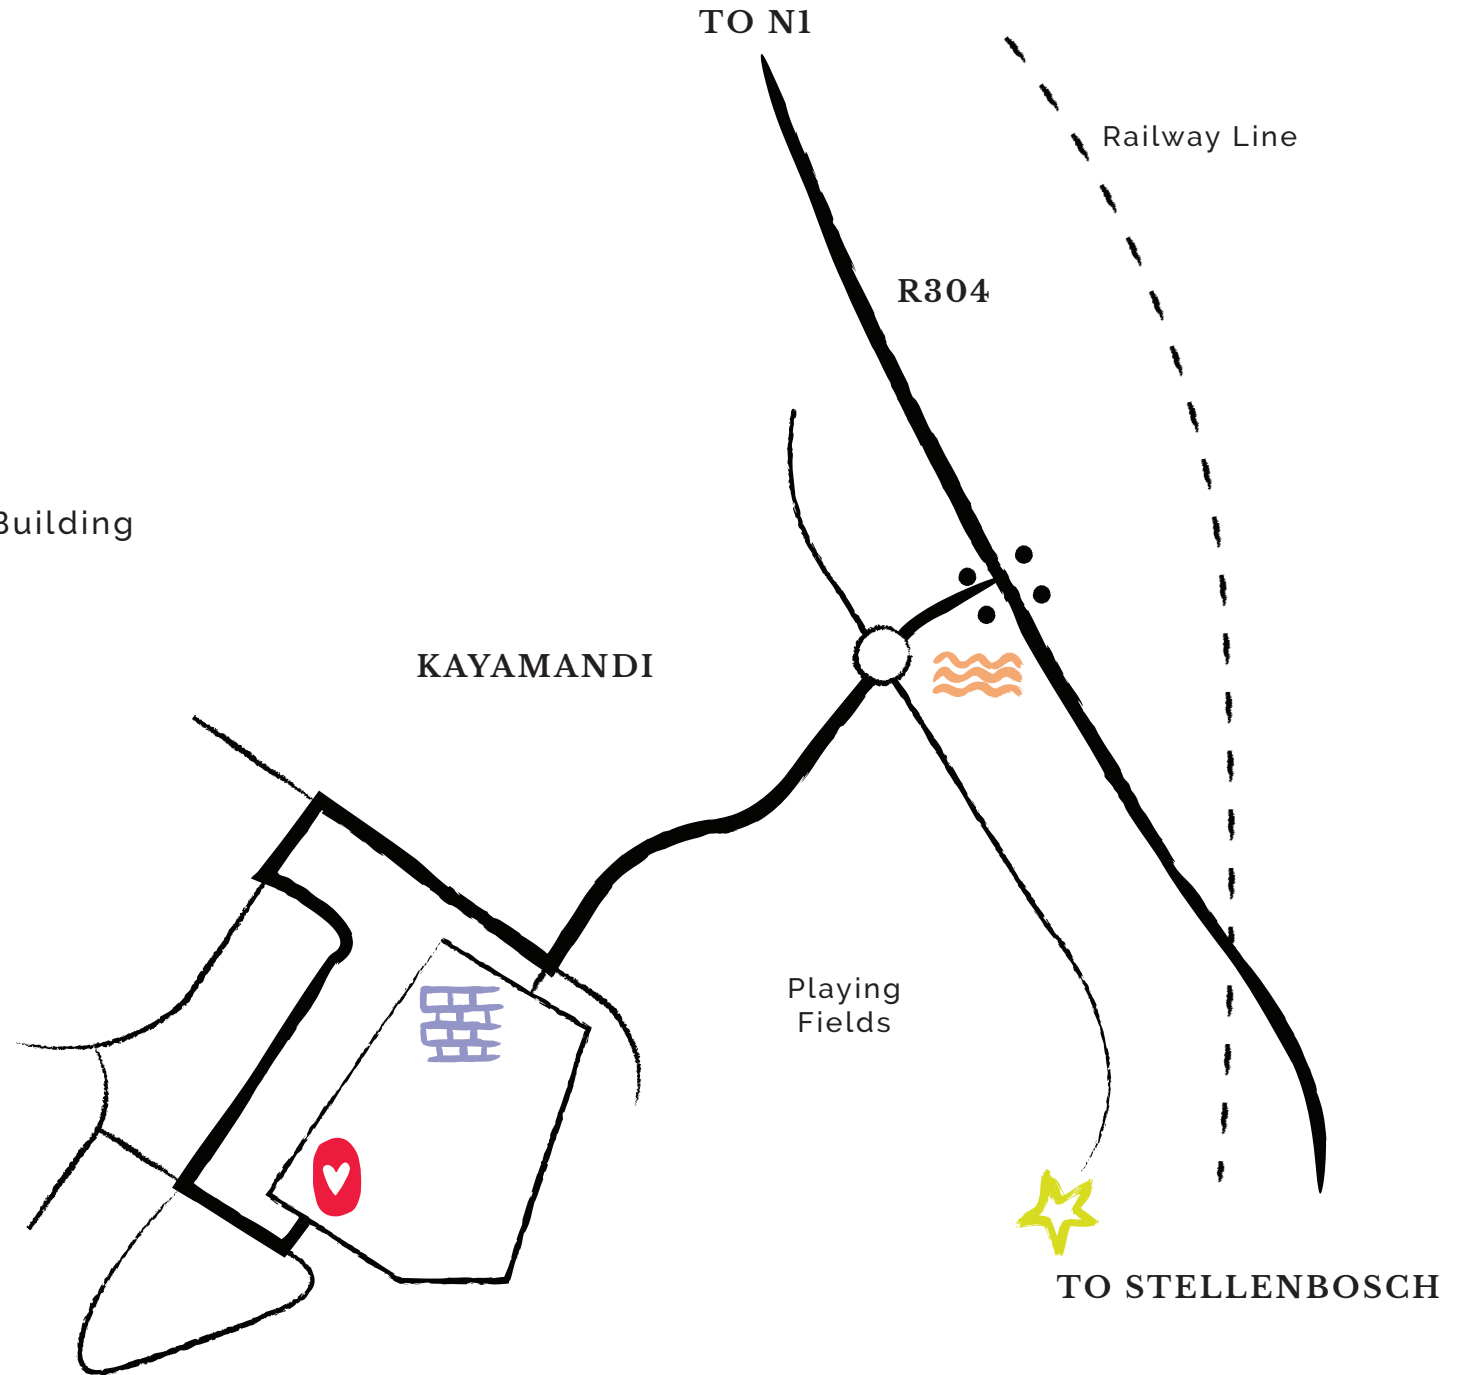 TO N1
Railway Line
R304
Building
KAYAMANDI
Playing
Fields
TO STELLENBOSCH